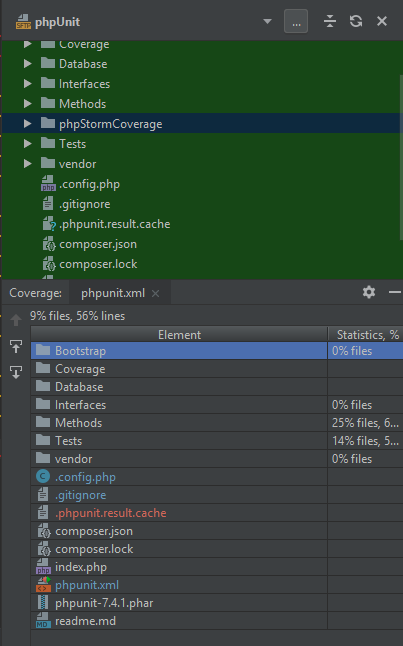 phpUnit
...
Coverage
Database
Interfaces
Methods
phpStormCoverage
Tests
vendor
.config.php
.gitignore
.phpunit.result.cache
composer.json
composer.lock
Coverage: phpunit.xml
9% files, 56% lines
Element Statistics, %
Bootstrap 0% files
Coverage
Database
Interfaces 0% files
Methods 25% files, 6...
Tests 14% files, 5...
vendor 0% files
.config.php
.gitignore
.phpunit.result.cache
composer.json
composer.lock
index.php
phpunit.xml
phpunit-7.4.1.phar
readme.md